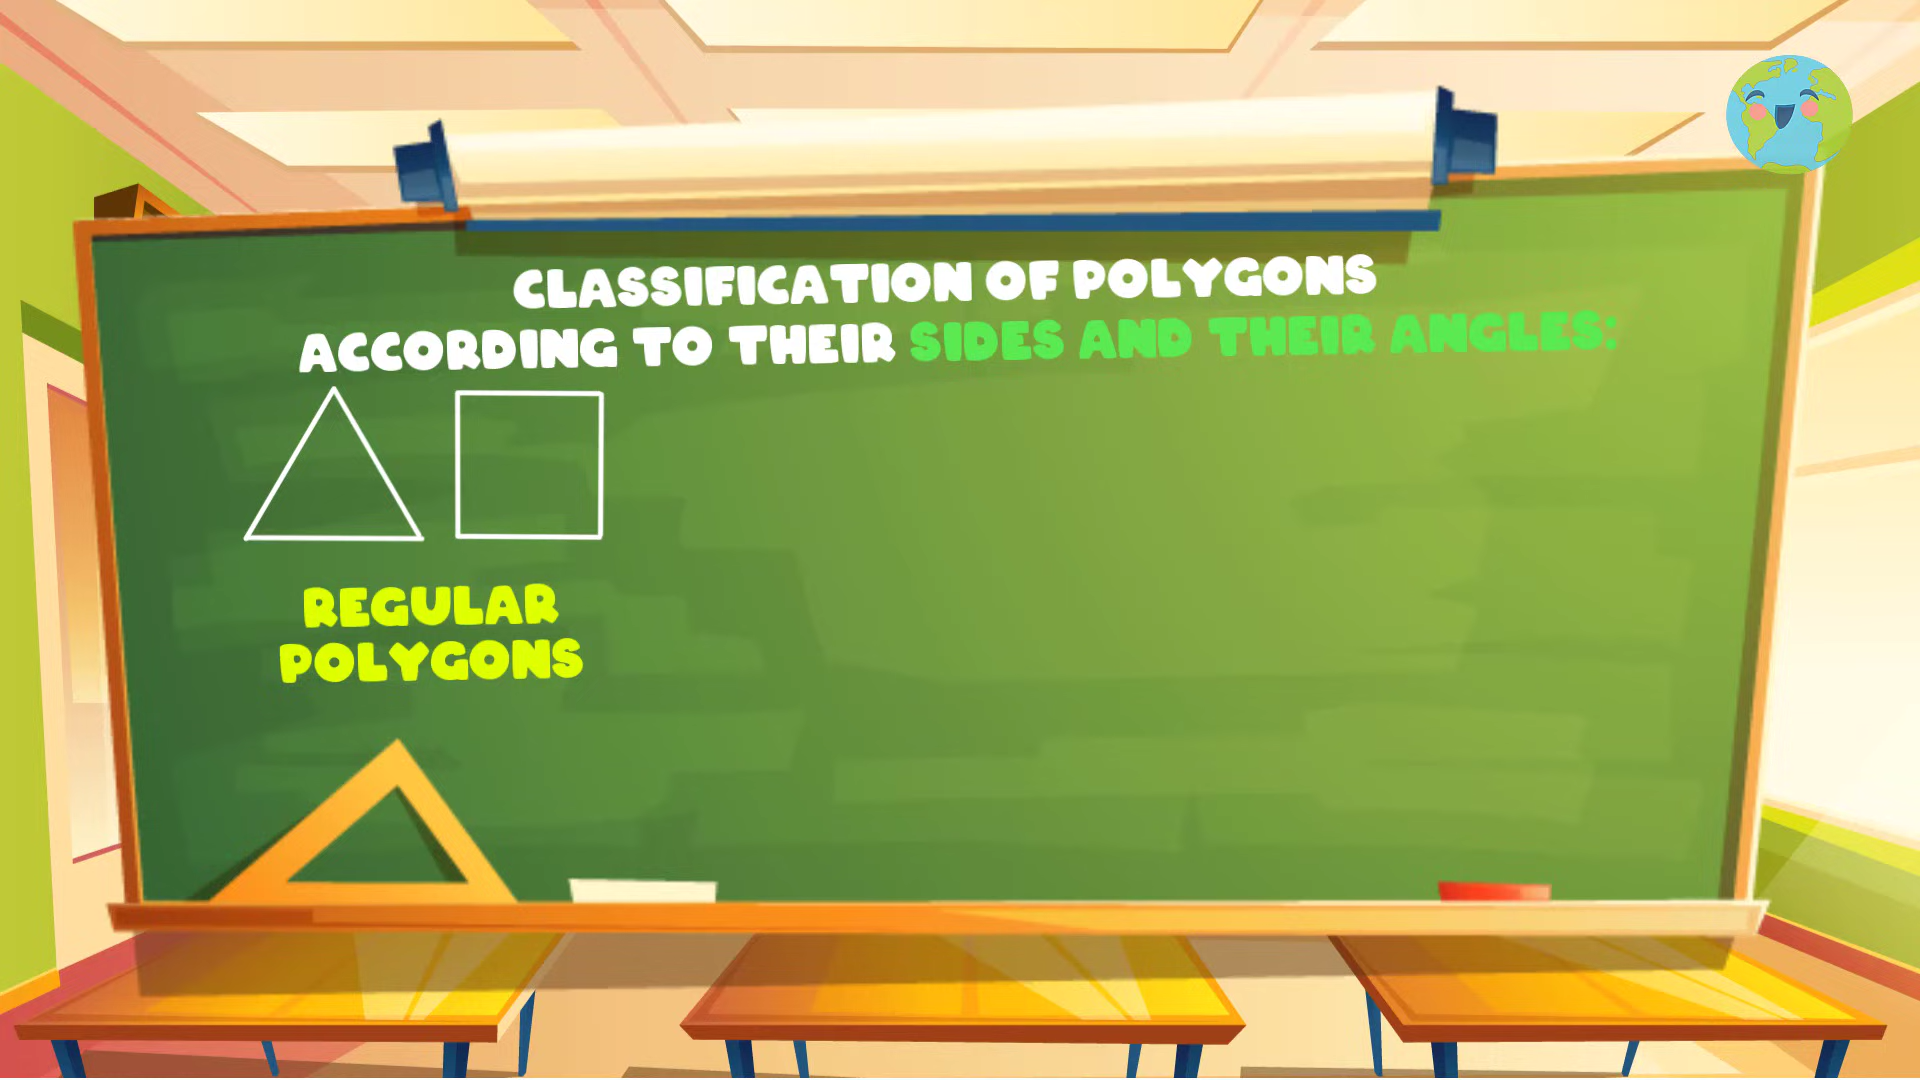 CLASSIFICATION OF POLYGONS
ACCORDING TO THEIR SIDES AND THEIR ANGLES:
REGULAR
POLYGONS